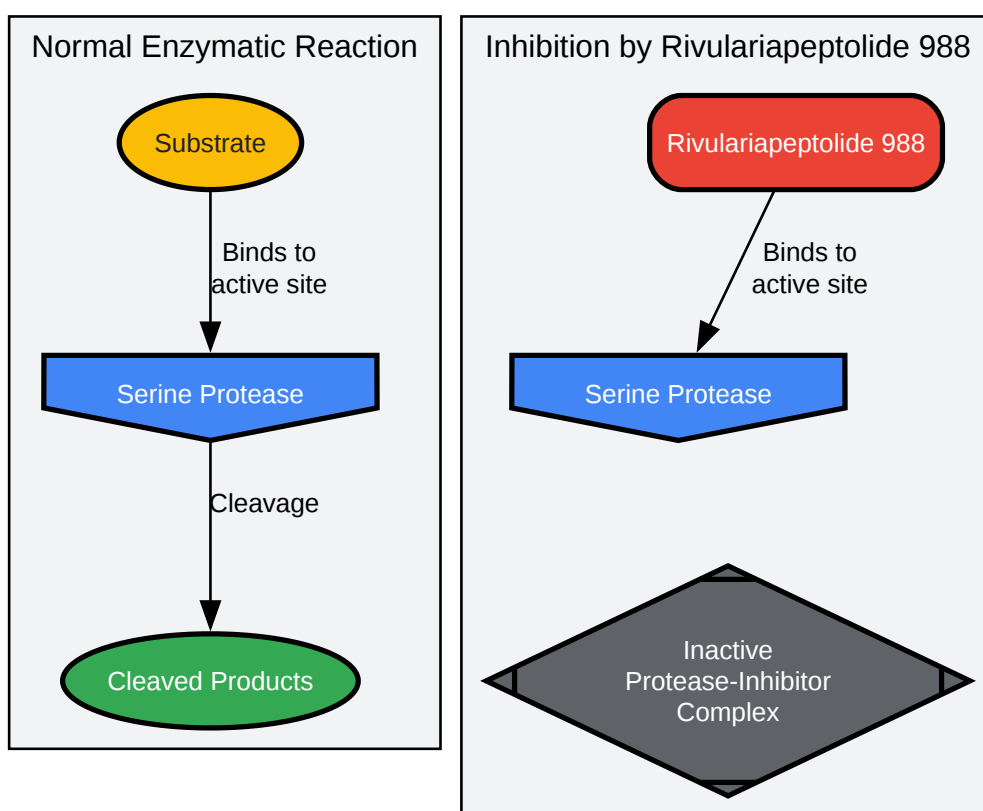 Normal Enzymatic Reaction
Substrate
Binds to
active site
Serine Protease
Cleavage
Cleaved Products
Inhibition by Rivulariapeptolide 988
Rivulariapeptolide 988
Binds to
active site
Serine Protease
Inactive
Protease-Inhibitor
Complex